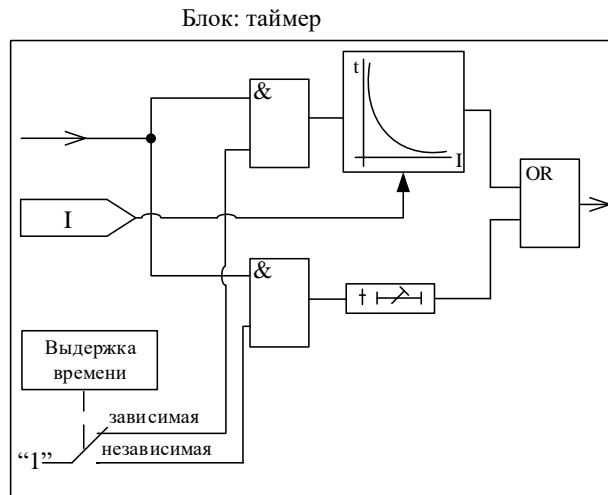 Блок: таймер
&
t
I
OR
I
&
t
Выдержка
времени
зависимая
независимая
“1”